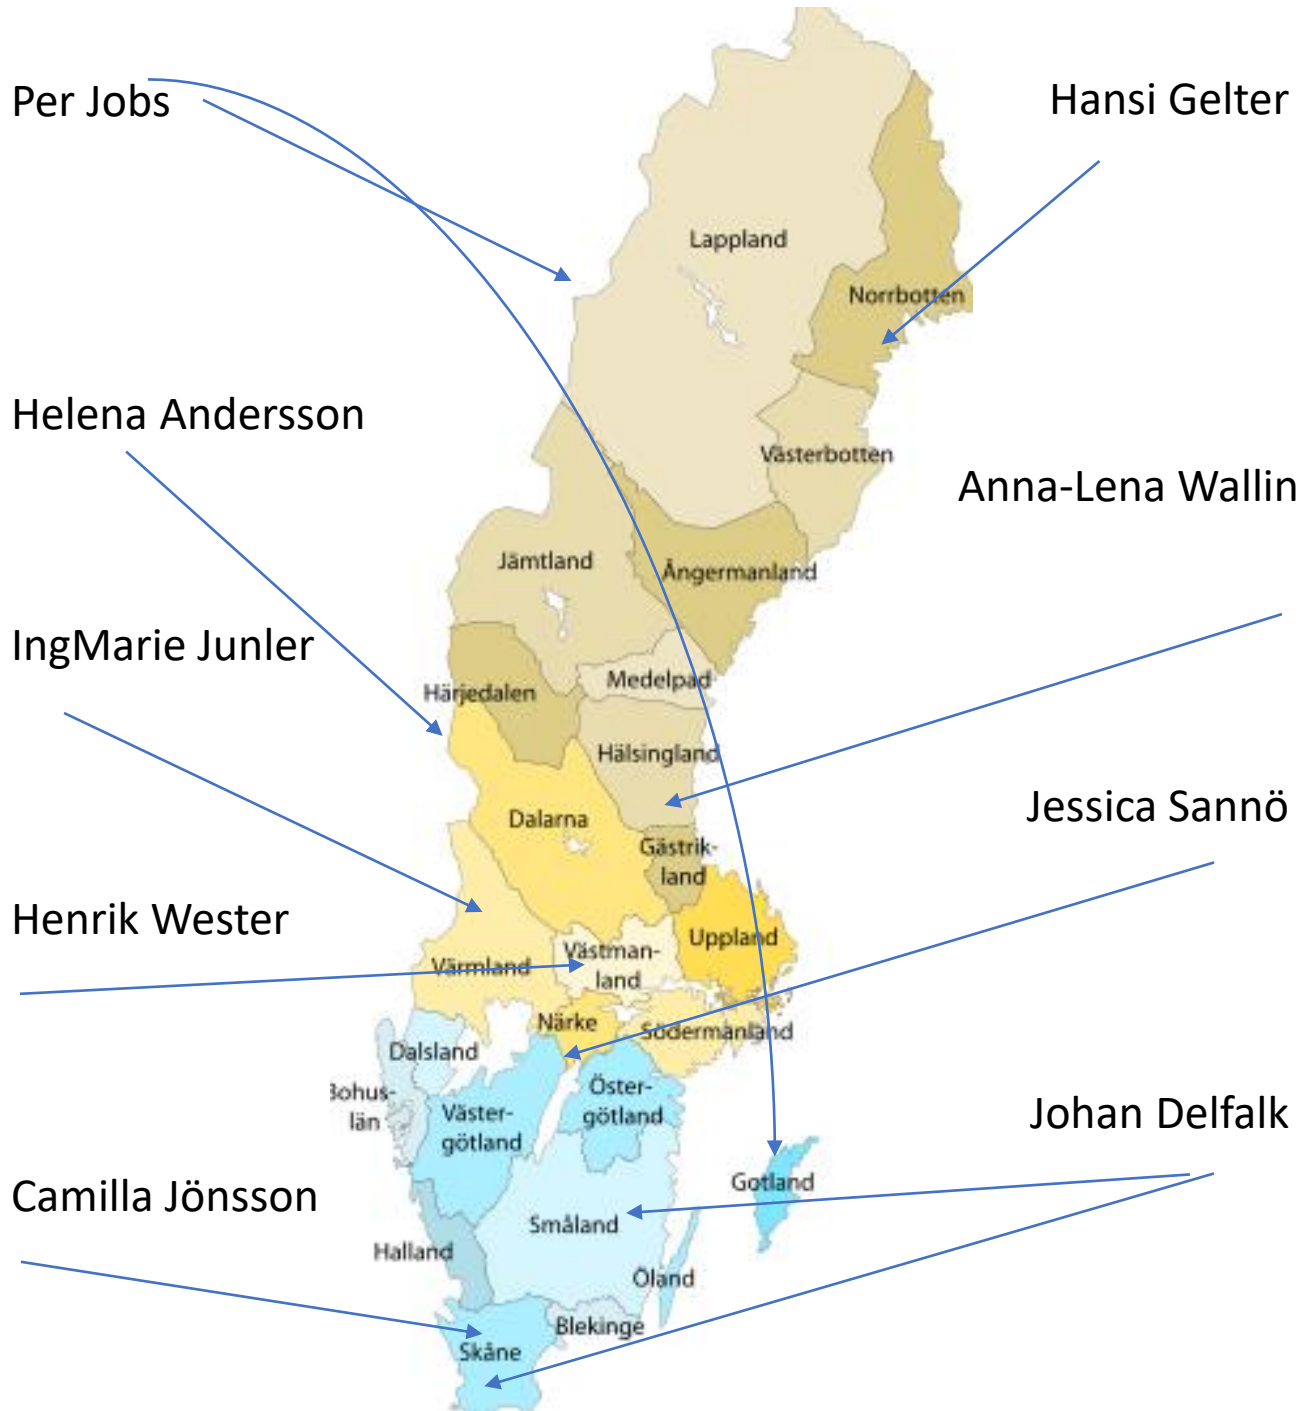 Per Jobs
Hansi Gelter
Lappland
Norrbotten
Helena Andersson
Västerbotten
Anna-Lena Wallin
Jämtland
Ångermanland
IngMarie Junler
Medelpad
Härjedalen
Hälsingland
Jessica Sannö
Dalarna
Gästrik-
land
Henrik Wester
Uppland
Västman-
land
Värmland
Närke
Södermanland
Dalsland
Bohus-
län
Öster-
götland
Väster-
götland
Johan Delfalk
Gotland
Camilla Jönsson
Småland
Halland
Öland
Blekinge
Skåne